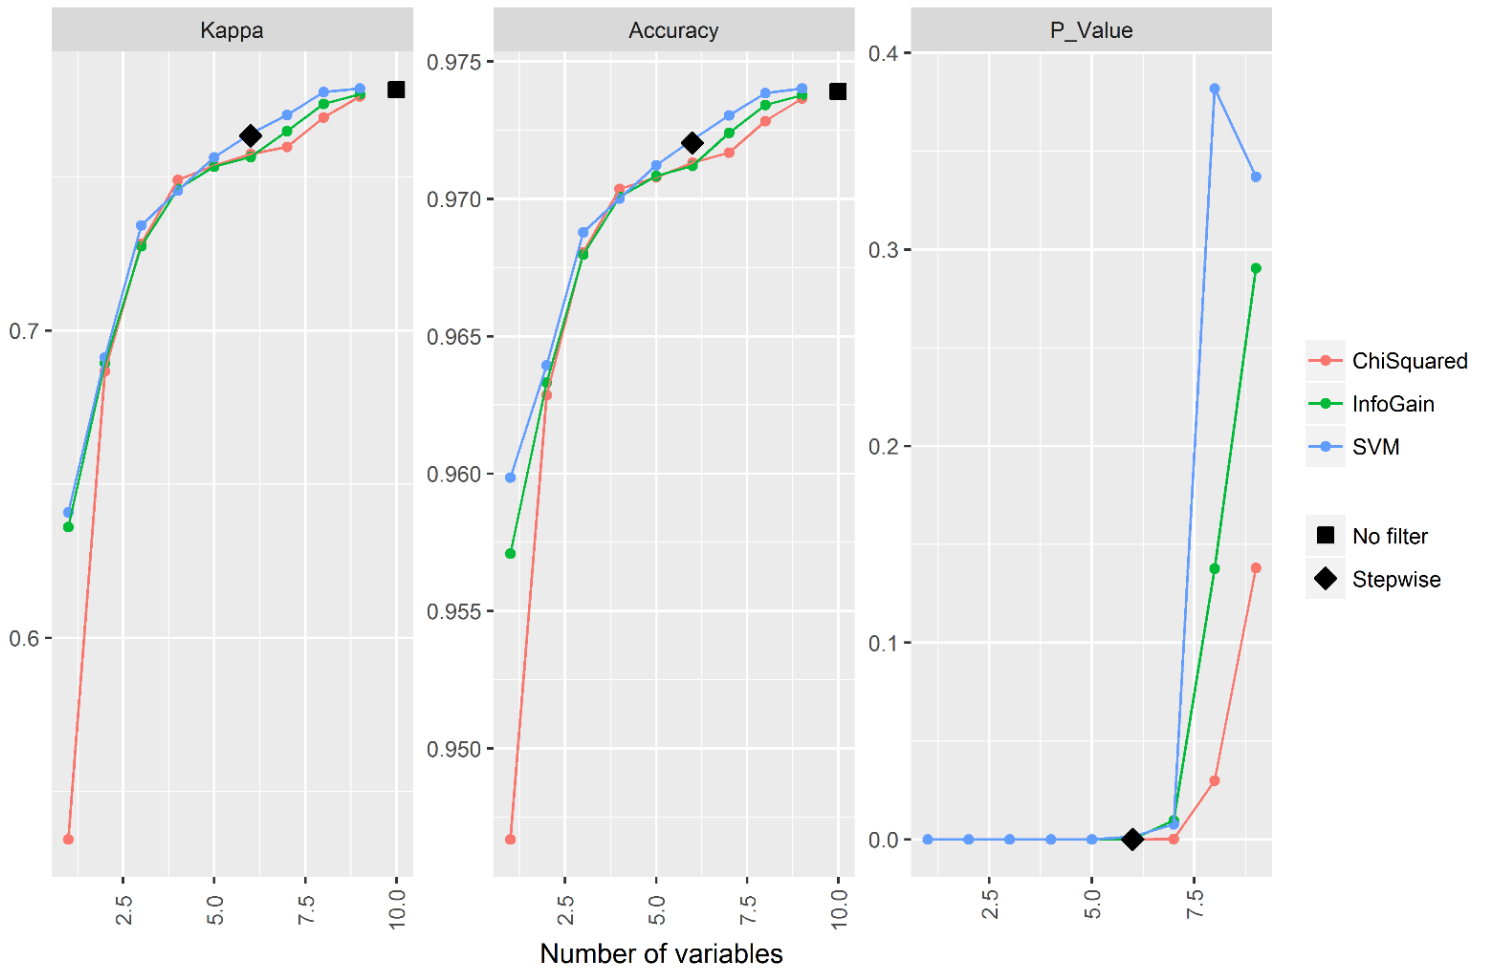 Kappa
Accuracy
P_Value
0.7
0.6
0.975
0.970
0.965
0.960
0.955
0.950
0.4
0.3
0.2
0.1
0.0
2.5
5.0
7.5
10.0
2.5
5.0
7.5
10.0
2.5
5.0
7.5
Number of variables
ChiSquared
InfoGain
SVM
No filter
Stepwise